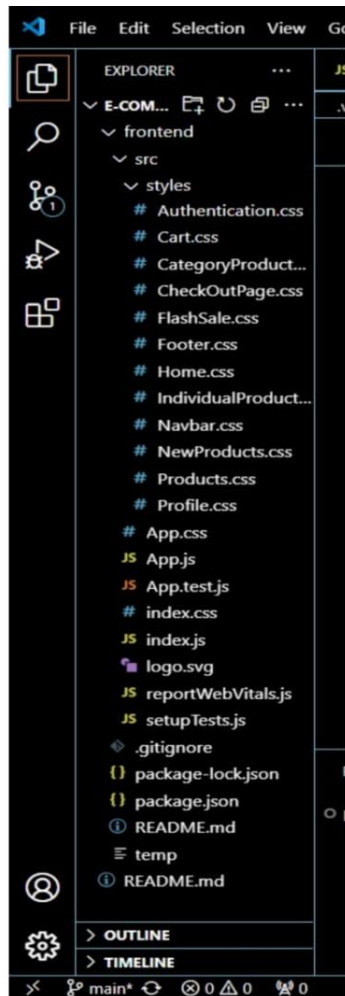 File Edit Selection View Go
EXPLORER ...
E-COM... ...
frontend
src
styles
# Authentication.css
# Cart.css
# CategoryProduct...
# CheckOutPage.css
# FlashSale.css
# Footer.css
# Home.css
# IndividualProduct...
# Navbar.css
# NewProducts.css
# Products.css
# Profile.css
# App.css
JS App.js
JS App.test.js
# index.css
JS index.js
logo.svg
JS reportWebVitals.js
JS setupTests.js
.gitignore
{} package-lock.json
{} package.json
README.md
temp
README.md
> OUTLINE
> TIMELINE
main* 0 0 0
1